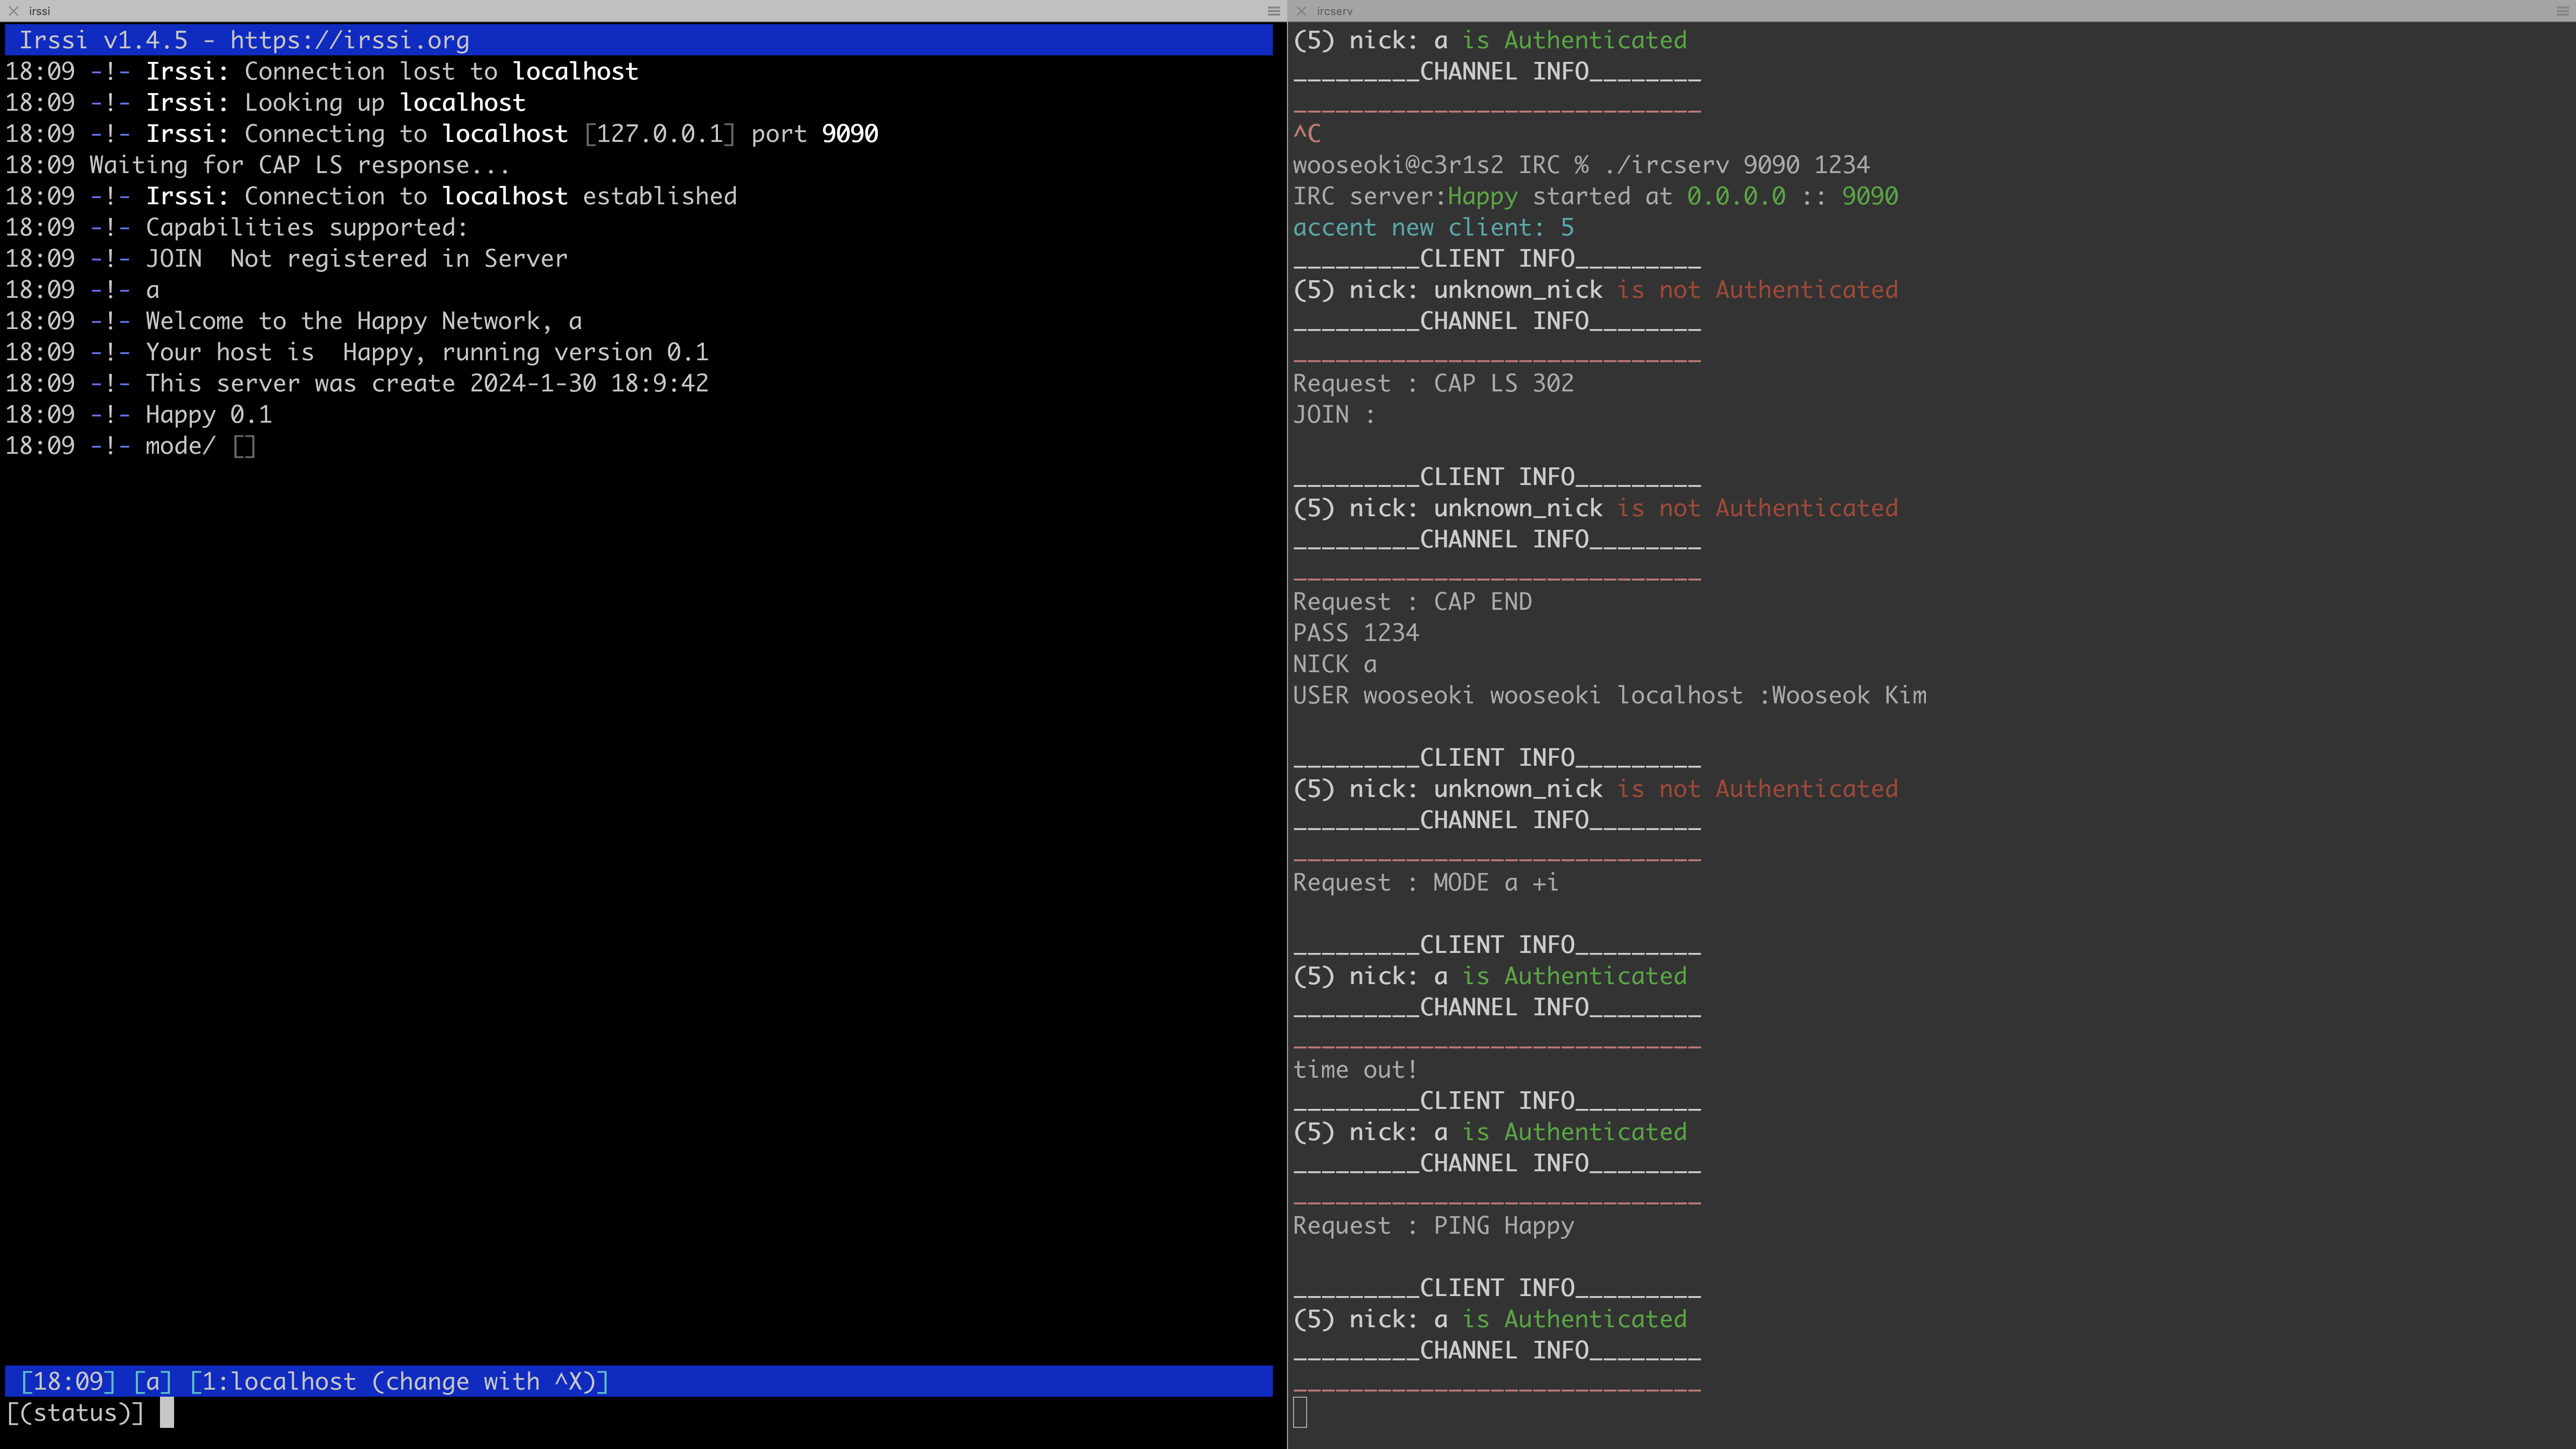 irssi
Irssi v1.4.5 - https://irssi.org
18:09 -!- Irssi: Connection lost to localhost
18:09 -!- Irssi: Looking up localhost
18:09 -!- Irssi: Connecting to localhost [127.0.0.1] port 9090
18:09 Waiting for CAP LS response...
18:09 -!- Irssi: Connection to localhost established
18:09 -!- Capabilities supported:
18:09 -!- JOIN  Not registered in Server
18:09 -!- a
18:09 -!- Welcome to the Happy Network, a
18:09 -!- Your host is  Happy, running version 0.1
18:09 -!- This server was create 2024-1-30 18:9:42
18:09 -!- Happy 0.1
18:09 -!- mode/ []
[18:09] [a] [1:localhost (change with ^X)]
[(status)]
ircserv
(5) nick: a is Authenticated
_________CHANNEL INFO________
_____________________________
^C
wooseoki@c3r1s2 IRC % ./ircserv 9090 1234
IRC server:Happy started at 0.0.0.0 :: 9090
accent new client: 5
_________CLIENT INFO_________
(5) nick: unknown_nick is not Authenticated
_________CHANNEL INFO________
_____________________________
Request : CAP LS 302
JOIN :
_________CLIENT INFO_________
(5) nick: unknown_nick is not Authenticated
_________CHANNEL INFO________
_____________________________
Request : CAP END
PASS 1234
NICK a
USER wooseoki wooseoki localhost :Wooseok Kim
_________CLIENT INFO_________
(5) nick: unknown_nick is not Authenticated
_________CHANNEL INFO________
_____________________________
Request : MODE a +i
_________CLIENT INFO_________
(5) nick: a is Authenticated
_________CHANNEL INFO________
_____________________________
time out!
_________CLIENT INFO_________
(5) nick: a is Authenticated
_________CHANNEL INFO________
_____________________________
Request : PING Happy
_________CLIENT INFO_________
(5) nick: a is Authenticated
_________CHANNEL INFO________
_____________________________